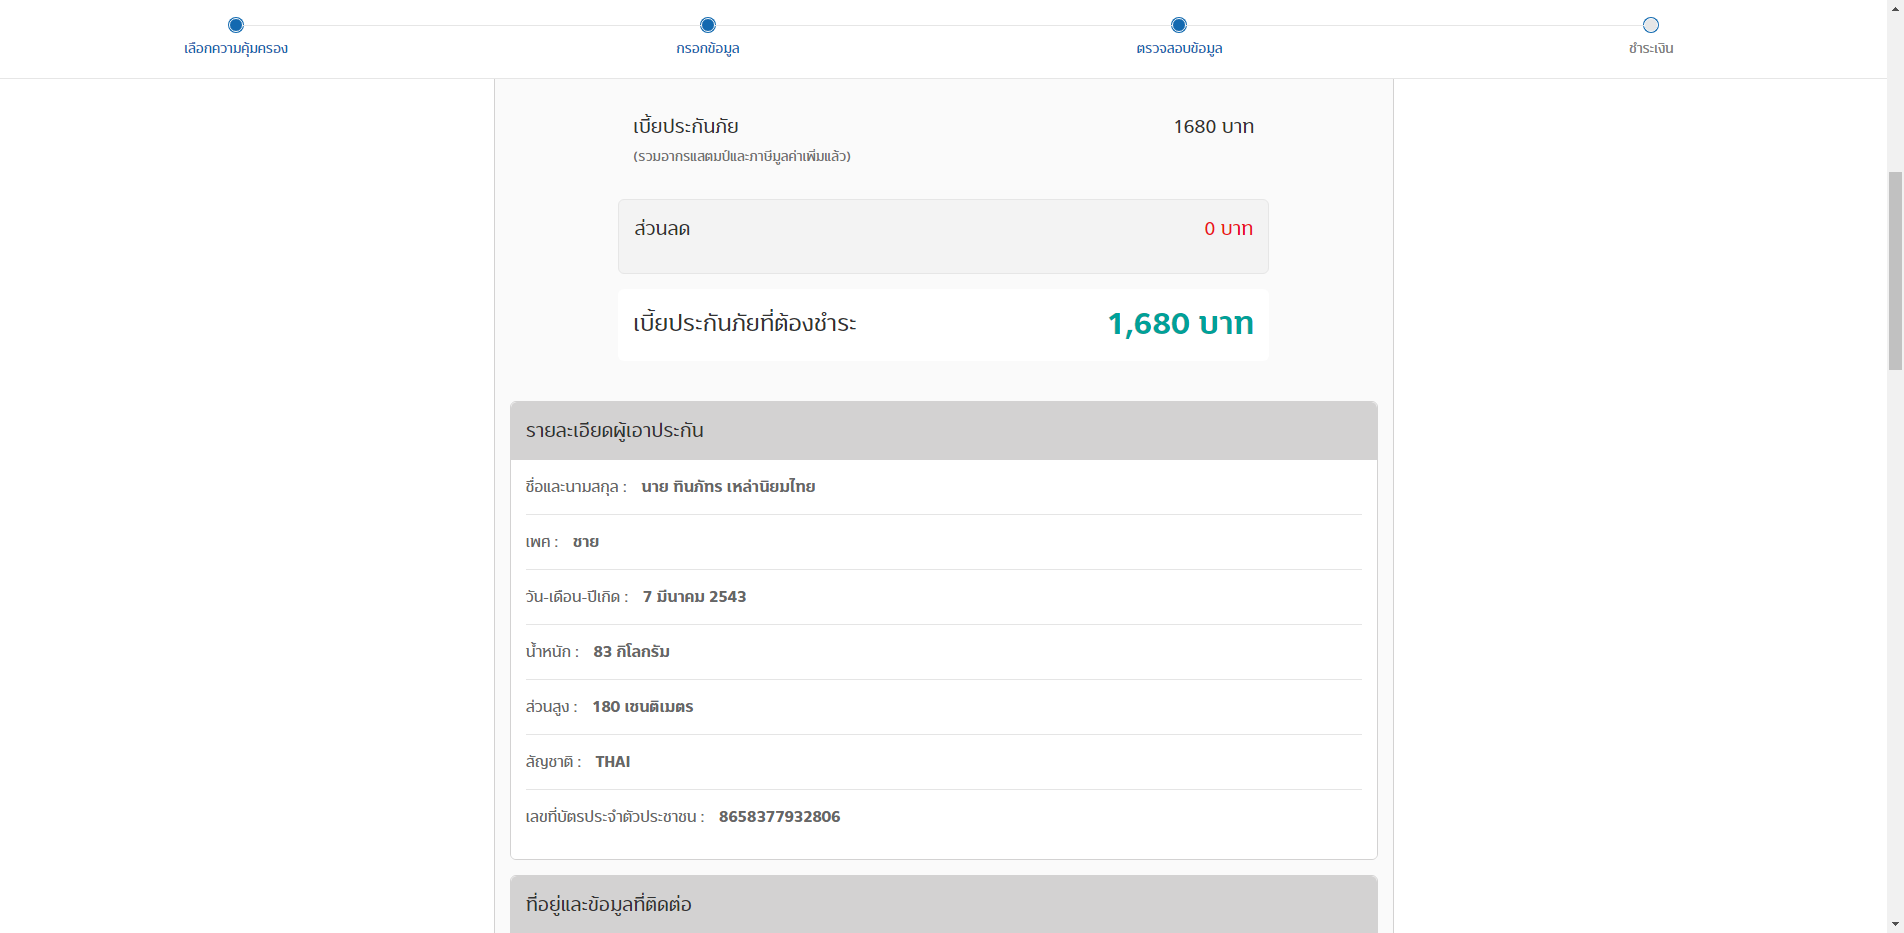 เลือกความคุ้มครอง
กรอกข้อมูล
ตรวจสอบข้อมูล
ชำระเงิน
เบี้ยประกันภัย 1680 บาท
(รวมอากรแสตมป์และภาษีมูลค่าเพิ่มแล้ว)
ส่วนลด 0 บาท
เบี้ยประกันภัยที่ต้องชำระ 1,680 บาท
รายละเอียดผู้เอาประกัน
ชื่อและนามสกุล : นาย ทินภัทร เหล่านิยมไทย
เพศ : ชาย
วัน-เดือน-ปีเกิด : 7 มีนาคม 2543
น้ำหนัก : 83 กิโลกรัม
ส่วนสูง : 180 เซนติเมตร
สัญชาติ : THAI
เลขที่บัตรประจำตัวประชาชน : 8658377932806
ที่อยู่และข้อมูลที่ติดต่อ